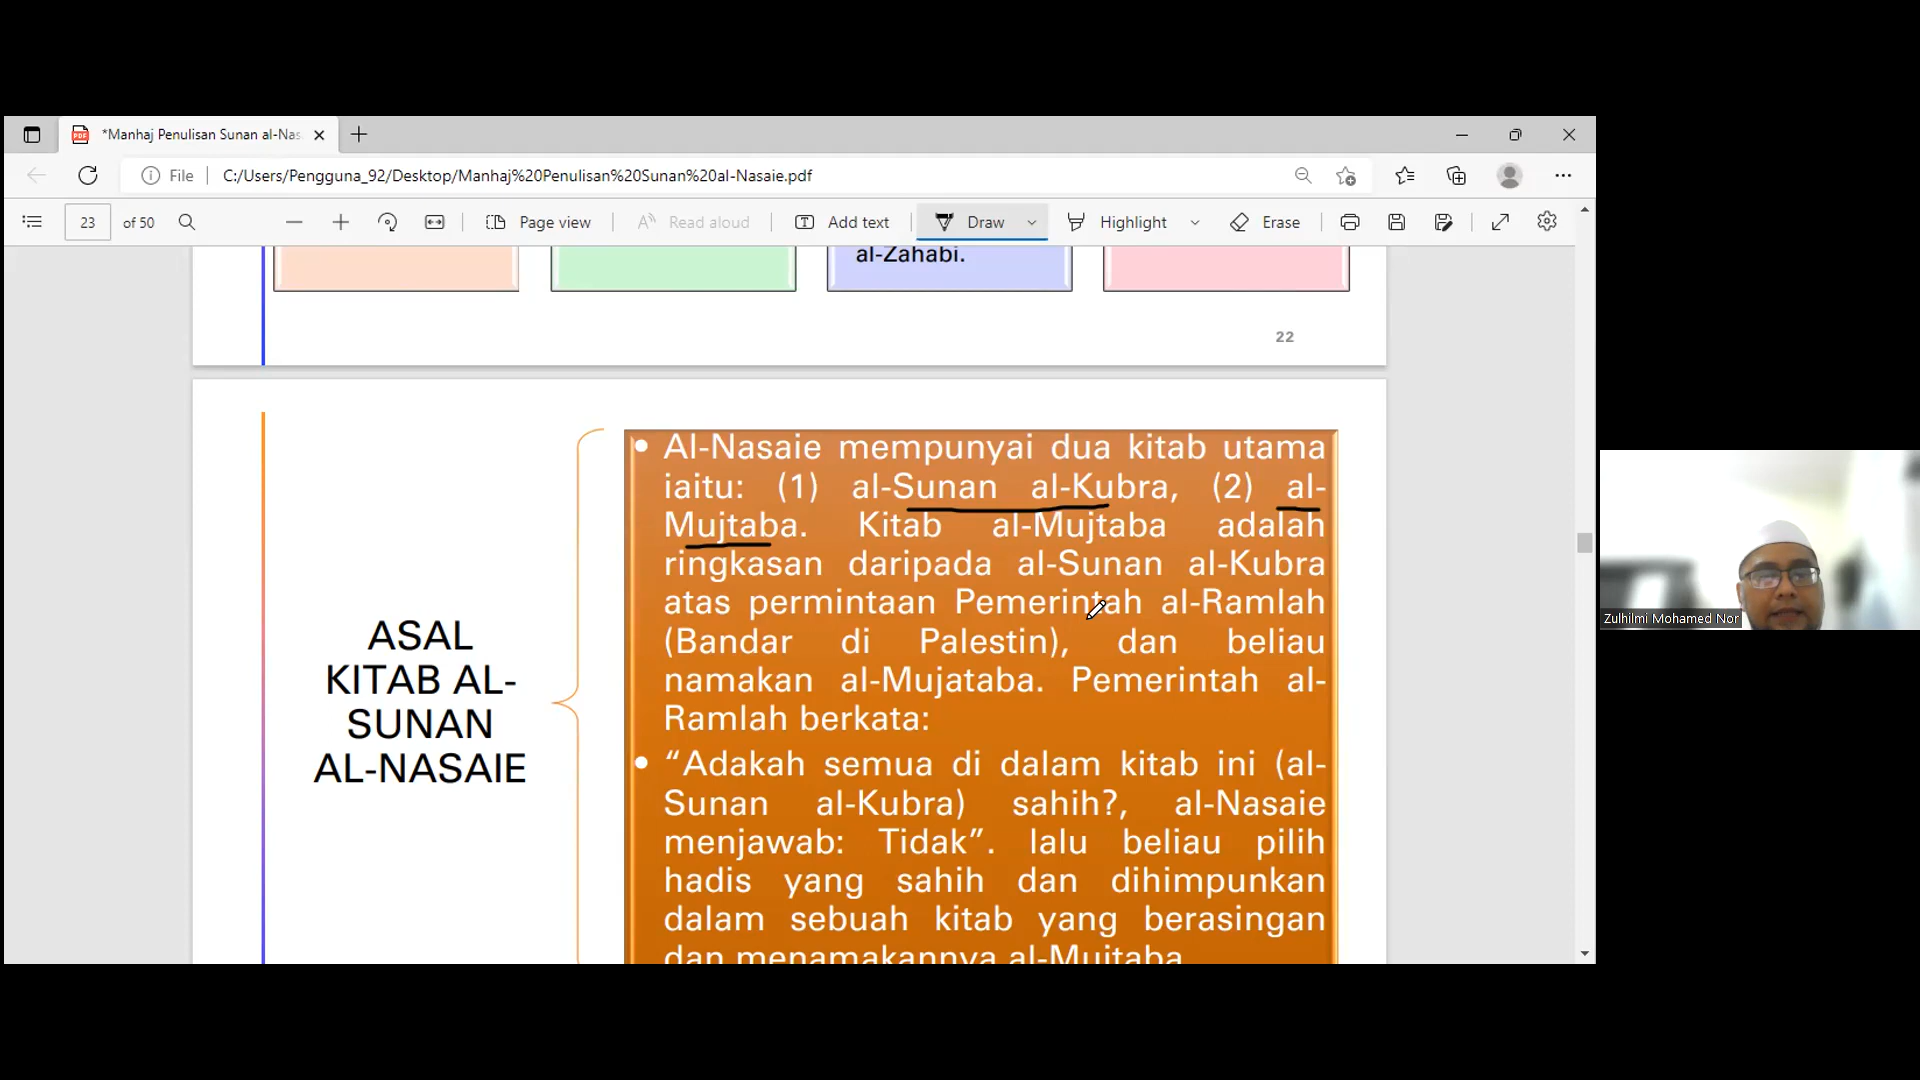 *Manhaj Penulisan Sunan al-Nas
File
C:/Users/Pengguna_92/Desktop/Manhaj%20Penulisan%20Sunan%20al-Nasaie.pdf
23 of 50
Page view
Read aloud
Add text
Draw
Highlight
Erase
al-Zahabi.
22
ASAL
KITAB AL-
SUNAN
AL-NASAIE
• Al-Nasaie mempunyai dua kitab utama
iaitu: (1) al-Sunan al-Kubra, (2) al-
Mujtaba. Kitab al-Mujtaba adalah
ringkasan daripada al-Sunan al-Kubra
atas permintaan Pemerintah al-Ramlah
(Bandar di Palestin), dan beliau
namakan al-Mujataba. Pemerintah al-
Ramlah berkata:
• “Adakah semua di dalam kitab ini (al-
Sunan al-Kubra) sahih?, al-Nasaie
menjawab: Tidak”. lalu beliau pilih
hadis yang sahih dan dihimpunkan
dalam sebuah kitab yang berasingan
dan menamakannya al-Mujtaba.
Zulhilmi Mohamed Nor